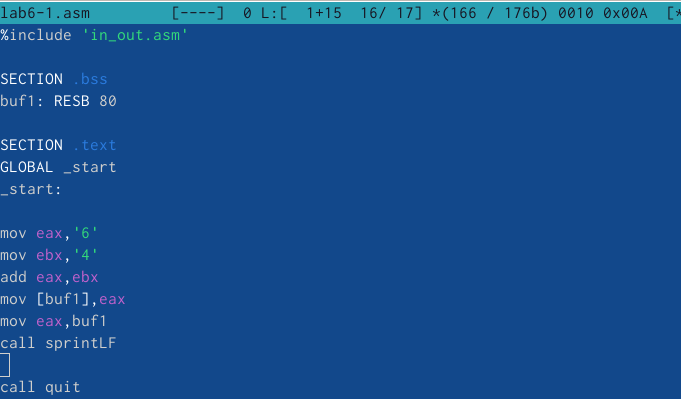 lab6-1.asm [----] 0 L:[ 1+15 16/ 17] *(166 / 176b) 0010 0x00A [*
%include 'in_out.asm'
SECTION .bss
buf1: RESB 80
SECTION .text
GLOBAL _start
_start:
mov eax,'6'
mov ebx,'4'
add eax,ebx
mov [buf1],eax
mov eax,buf1
call sprintLF
call quit